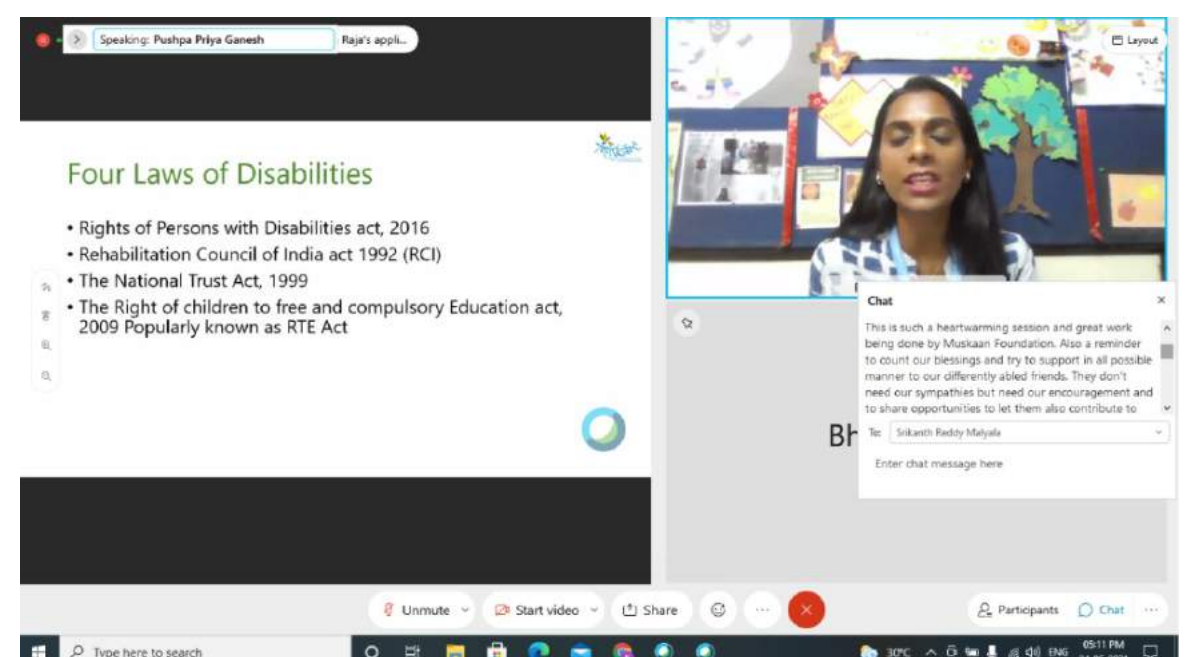 Speaking: Pushpa Priya Ganesh
Raja's appli...
Layout
Four Laws of Disabilities
• Rights of Persons with Disabilities act, 2016
• Rehabilitation Council of India act 1992 (RCI)
• The National Trust Act, 1999
• The Right of children to free and compulsory Education act,
2009 Popularly known as RTE Act
Chat
This is such a heartwarming session and great work
being done by Muskaan Foundation. Also a reminder
to count our blessings and try to support in all possible
manner to our differently abled friends. They don't
need our sympathies but need our encouragement and
to share opportunities to let them also contribute to
To: Srikanth Reddy Malyala
Enter chat message here
Bh
Unmute
Start video
Share
Participants
Chat
Type here to search
30°C
ENG
05:11 PM